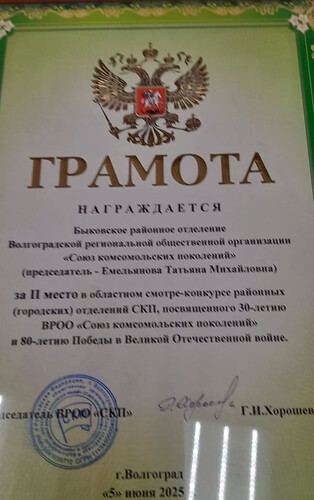 ГРАМОТА
НАГРАЖДАЕТСЯ
Быковское районное отделение
Волгоградской региональной общественной организации
«Союз комсомольских поколений»
(председатель - Емельянова Татьяна Михайловна)
за II место в областном смотре-конкурсе районных
(городских) отделений СКП, посвященного 30-летию
ВРОО «Союз комсомольских поколений»
и 80-летию Победы в Великой Отечественной войне.
седатель ВРОО «СКП» Г.И.Хорошев
г.Волгоград
«5» июня 2025